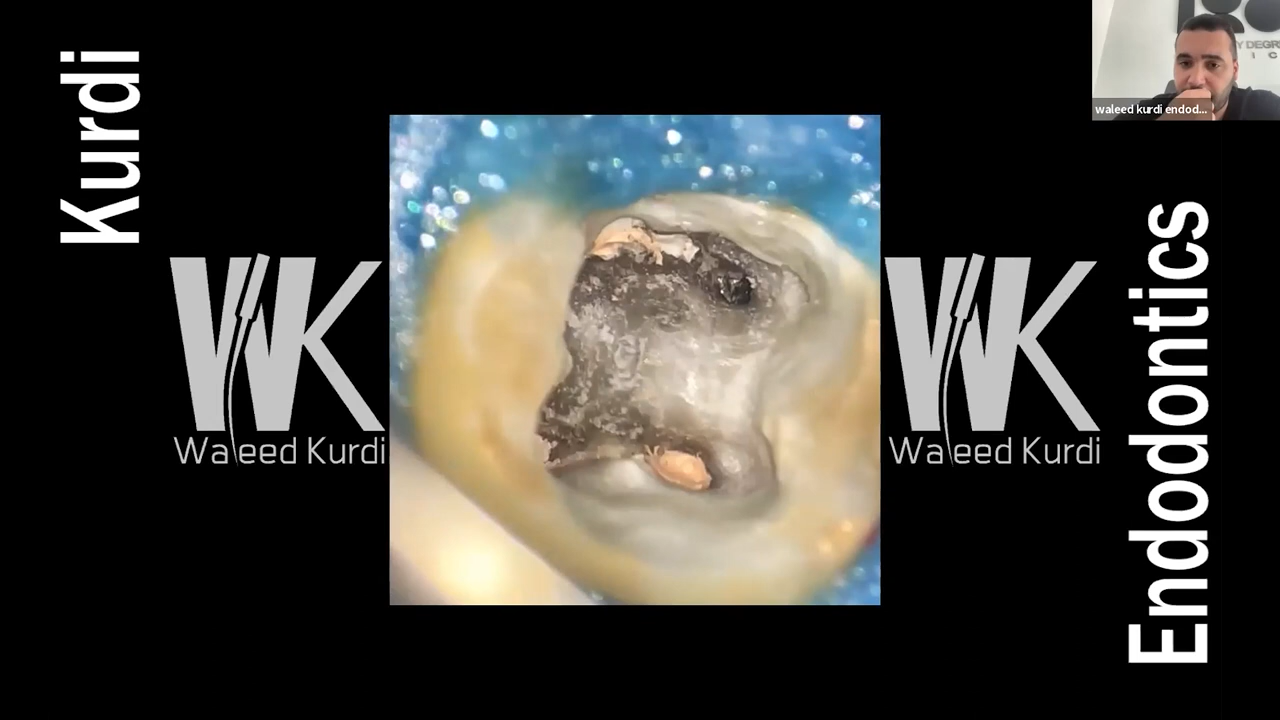 Kurdi
WK
Waleed Kurdi
WK
Waleed Kurdi
Endodontics
waleed kurdi endod...